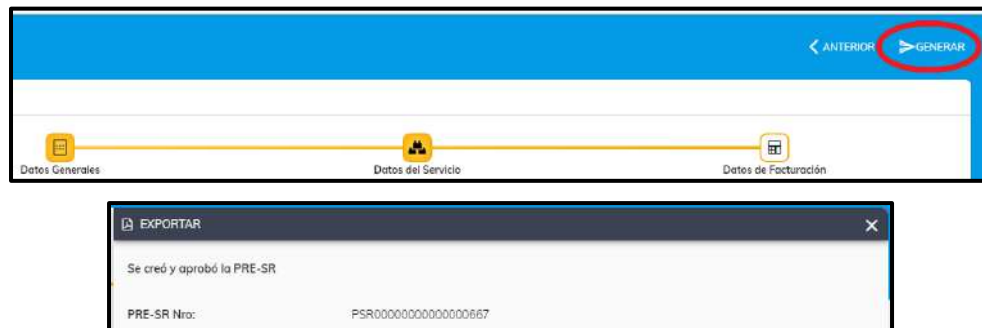 ANTERIOR GENERAR
Datos Generales Datos del Servicio Datos de Facturación
EXPORTAR
Se creó y aprobó la PRE-SR
PRE-SR Nro: PSR00000000000000667